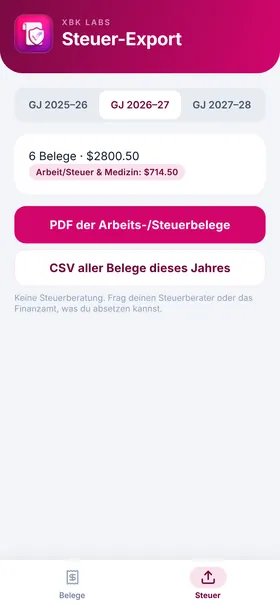 XBK LABS
Steuer-Export
GJ 2025–26
GJ 2026–27
GJ 2027–28
6 Belege · $2800.50
Arbeit/Steuer & Medizin: $714.50
PDF der Arbeits-/Steuerbelege
CSV aller Belege dieses Jahres
Keine Steuerberatung. Frag deinen Steuerberater oder das
Finanzamt, was du absetzen kannst.
Belege
Steuer